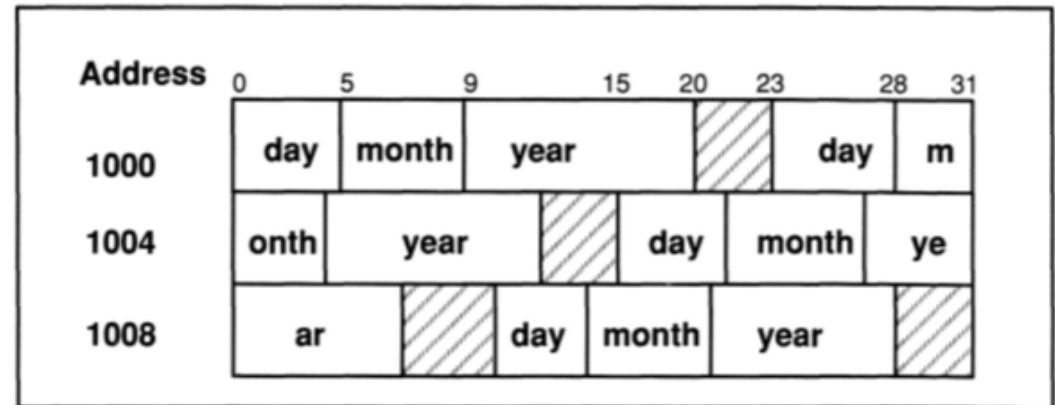 Address 0 5 9 15 20 23 28 31
1000 day month year day m
1004 onth year day month ye
1008 ar day month year